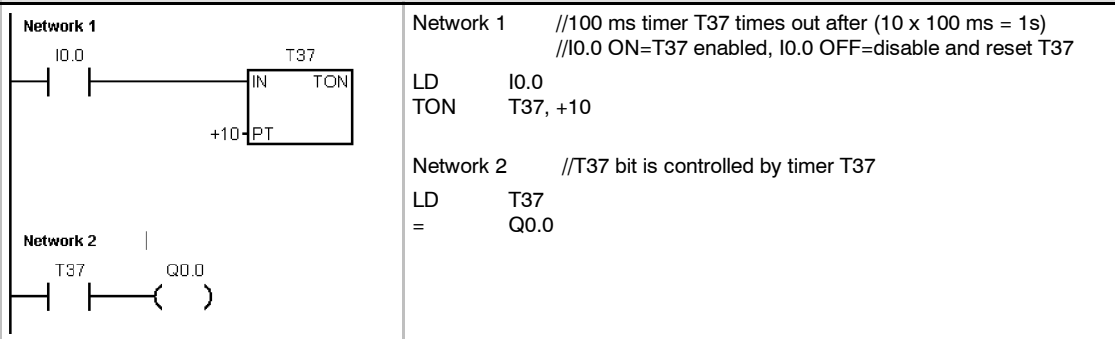 Network 1
I0.0
T37
IN TON
+10 PT
Network 2
T37 Q0.0
Network 1 //100 ms timer T37 times out after (10 x 100 ms = 1s)
//I0.0 ON=T37 enabled, I0.0 OFF=disable and reset T37
LD I0.0
TON T37, +10
Network 2 //T37 bit is controlled by timer T37
LD T37
= Q0.0